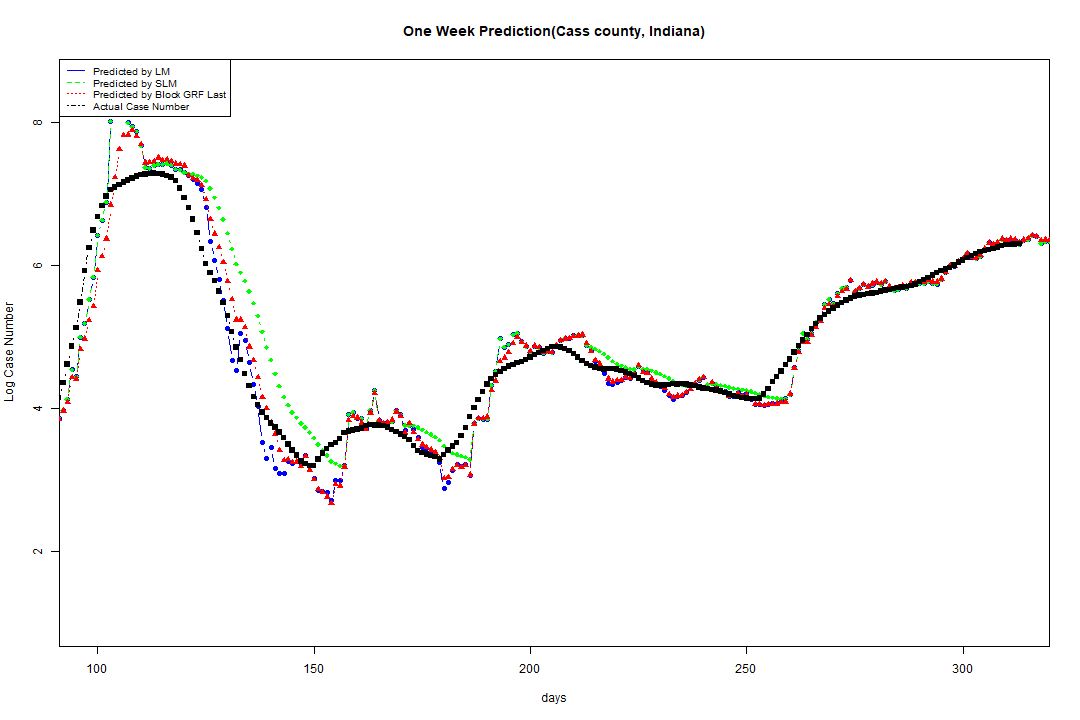 One Week Prediction(Cass county, Indiana)
Predicted by LM
Predicted by SLM
Predicted by Block GRF Last
Actual Case Number
Log Case Number
8
6
4
2
100 150 200 250 300
days